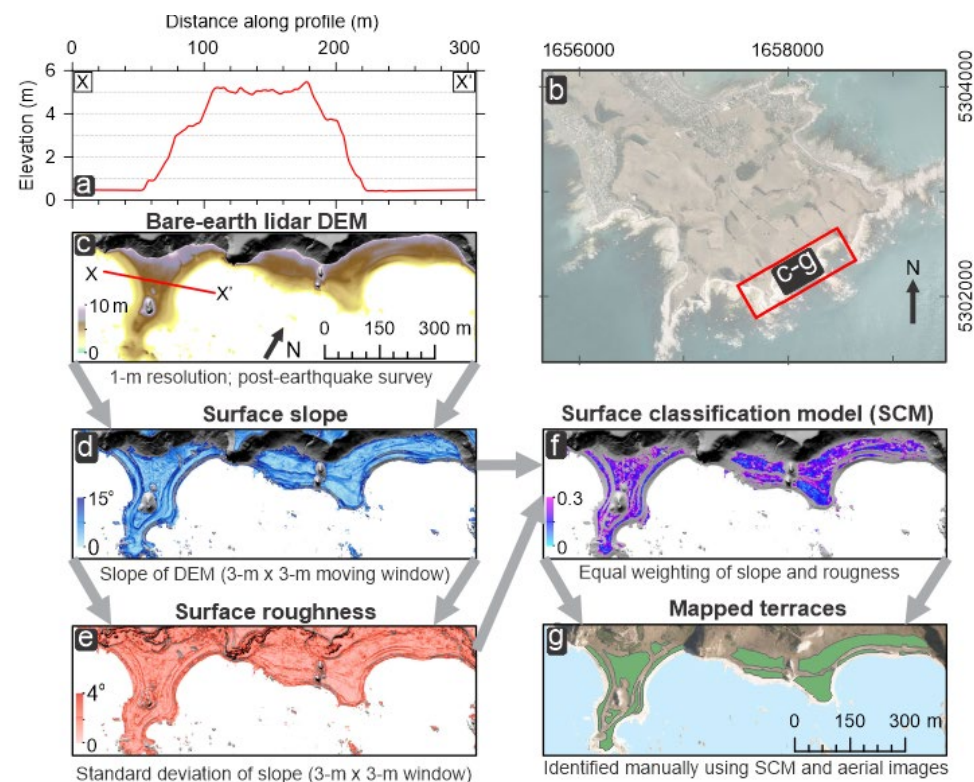 Distance along profile (m)
0 100 200 300
6
4
2
0
Elevation (m)
X X'
a
1656000 1658000
5304000
5302000
b
c-g
N
Bare-earth lidar DEM
c
X
X'
10 m
0
N
0 150 300 m
1-m resolution; post-earthquake survey
Surface slope
d
15°
0
Slope of DEM (3-m x 3-m moving window)
Surface roughness
e
4°
0
Standard deviation of slope (3-m x 3-m window)
Surface classification model (SCM)
f
0.3
0
Equal weighting of slope and rougness
Mapped terraces
g
0 150 300 m
Identified manually using SCM and aerial images